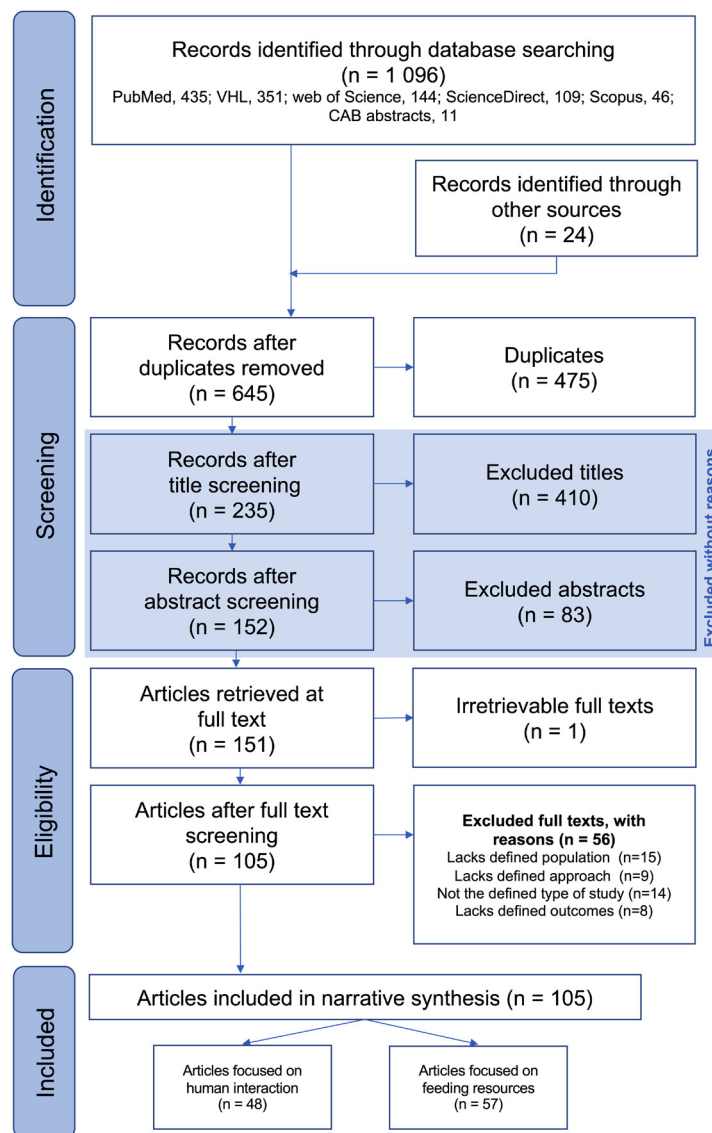 Identification
Records identified through database searching
(n = 1 096)
PubMed, 435; VHL, 351; web of Science, 144; ScienceDirect, 109; Scopus, 46;
CAB abstracts, 11
Records identified through
other sources
(n = 24)
Screening
Records after
duplicates removed
(n = 645)
Duplicates
(n = 475)
Records after
title screening
(n = 235)
Excluded titles
(n = 410)
Records after
abstract screening
(n = 152)
Excluded abstracts
(n = 83)
Excluded without reasons
Eligibility
Articles retrieved at
full text
(n = 151)
Irretrievable full texts
(n = 1)
Articles after full text
screening
(n = 105)
Excluded full texts, with
reasons (n = 56)
Lacks defined population (n=15)
Lacks defined approach (n=9)
Not the defined type of study (n=14)
Lacks defined outcomes (n=8)
Included
Articles included in narrative synthesis (n = 105)
Articles focused on
human interaction
(n = 48)
Articles focused on
feeding resources
(n = 57)